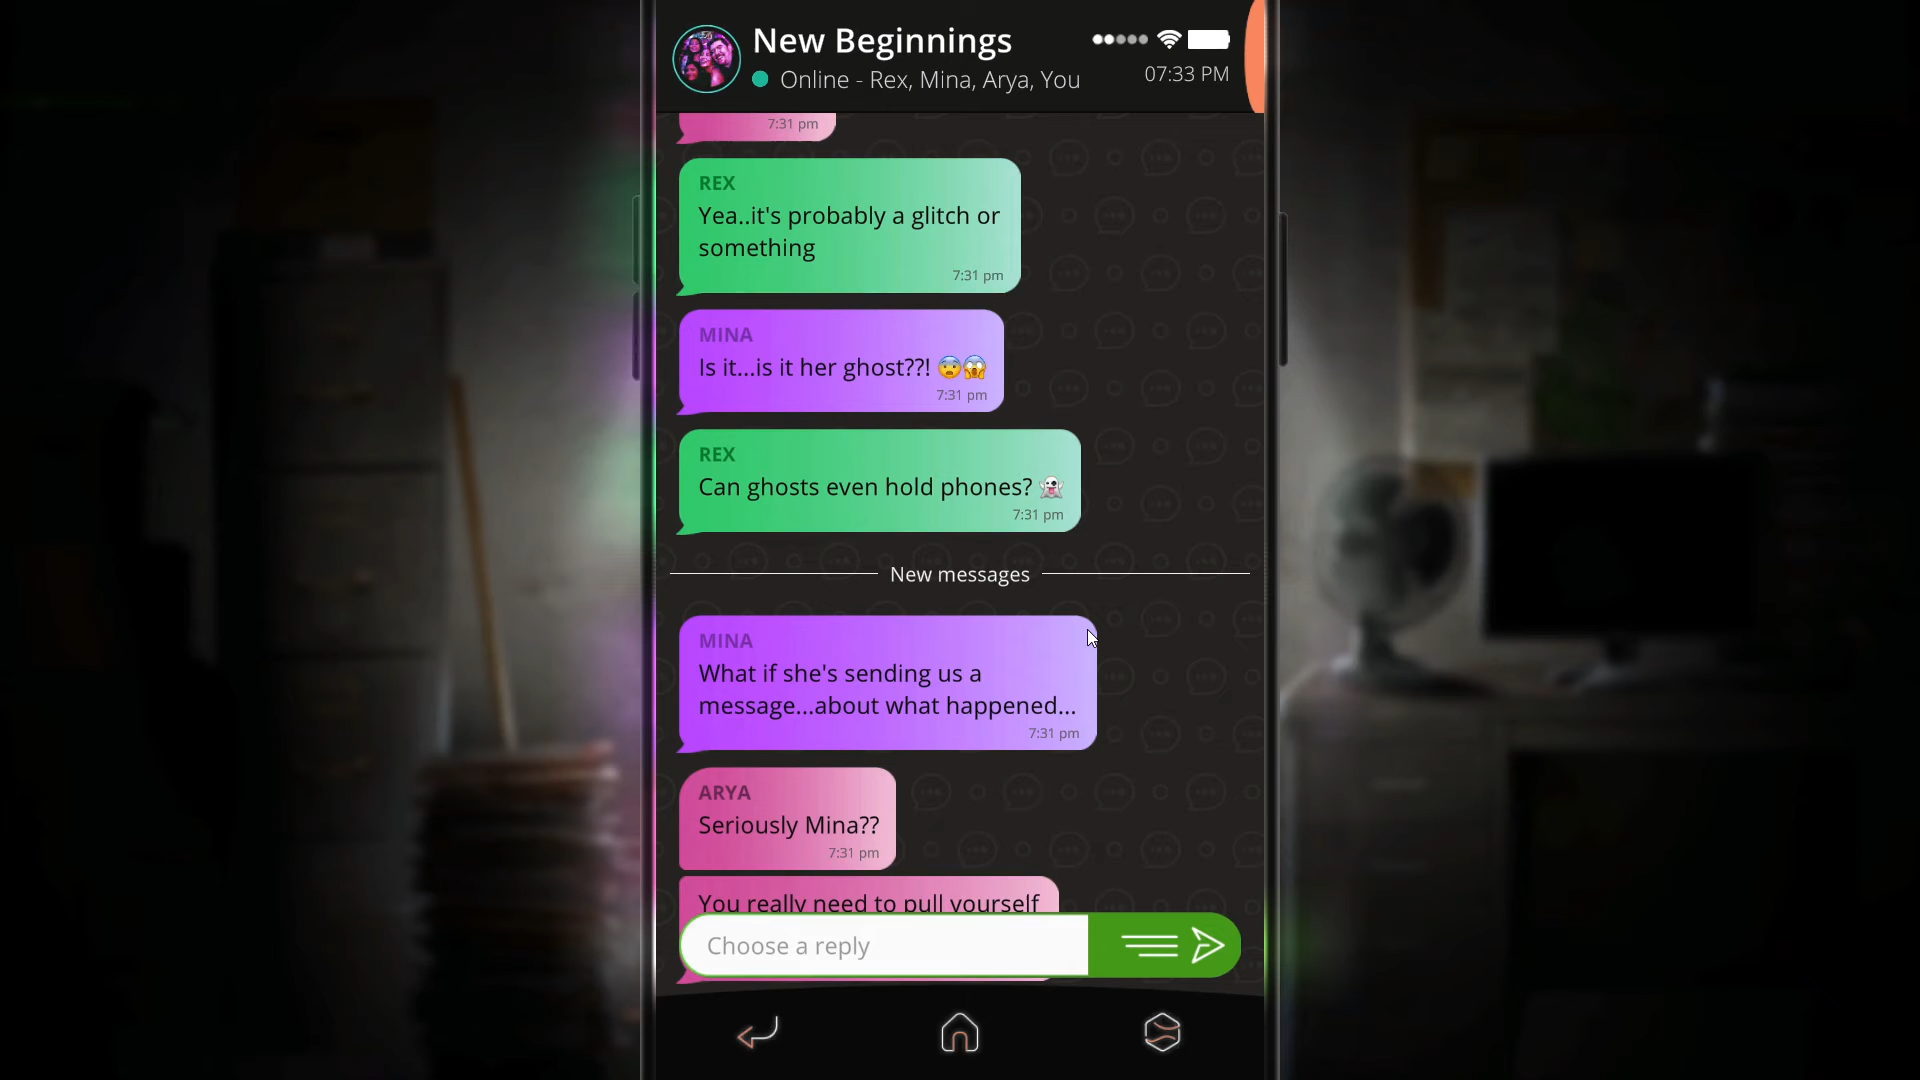 New Beginnings
Online - Rex, Mina, Arya, You
07:33 PM
7:31 pm
REX
Yea..it's probably a glitch or
something
7:31 pm
MINA
Is it...is it her ghost??! 😨😱
7:31 pm
REX
Can ghosts even hold phones? 👻
7:31 pm
New messages
MINA
What if she's sending us a
message...about what happened...
7:31 pm
ARYA
Seriously Mina??
7:31 pm
You really need to pull yourself
Choose a reply